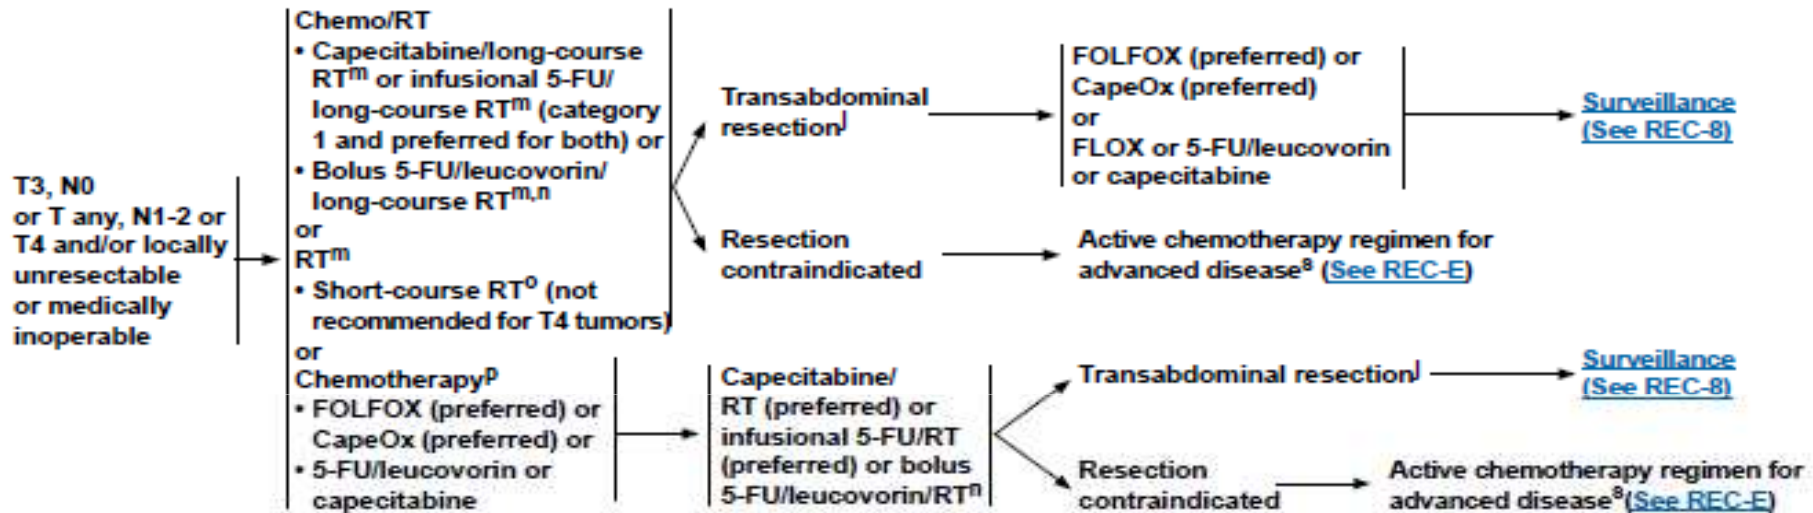 T3, N0
or T any, N1-2 or
T4 and/or locally
unresectable
or medically
inoperable
Chemo/RT
• Capecitabine/long-course
RTm or infusional 5-FU/
long-course RTm (category
1 and preferred for both) or
• Bolus 5-FU/leucovorin/
long-course RTm,n
or
RTm
• Short-course RTo (not
recommended for T4 tumors)
or
Chemotherapyp
• FOLFOX (preferred) or
CapeOx (preferred) or
• 5-FU/leucovorin or
capecitabine
Transabdominal
resectionj
FOLFOX (preferred) or
CapeOx (preferred)
or
FLOX or 5-FU/leucovorin
or capecitabine
Surveillance
(See REC-8)
Resection
contraindicated
Active chemotherapy regimen for
advanced disease8 (See REC-E)
Capecitabine/
RT (preferred) or
infusional 5-FU/RT
(preferred) or bolus
5-FU/leucovorin/RTn
Transabdominal resectionj
Surveillance
(See REC-8)
Resection
contraindicated
Active chemotherapy regimen for
advanced disease8(See REC-E)